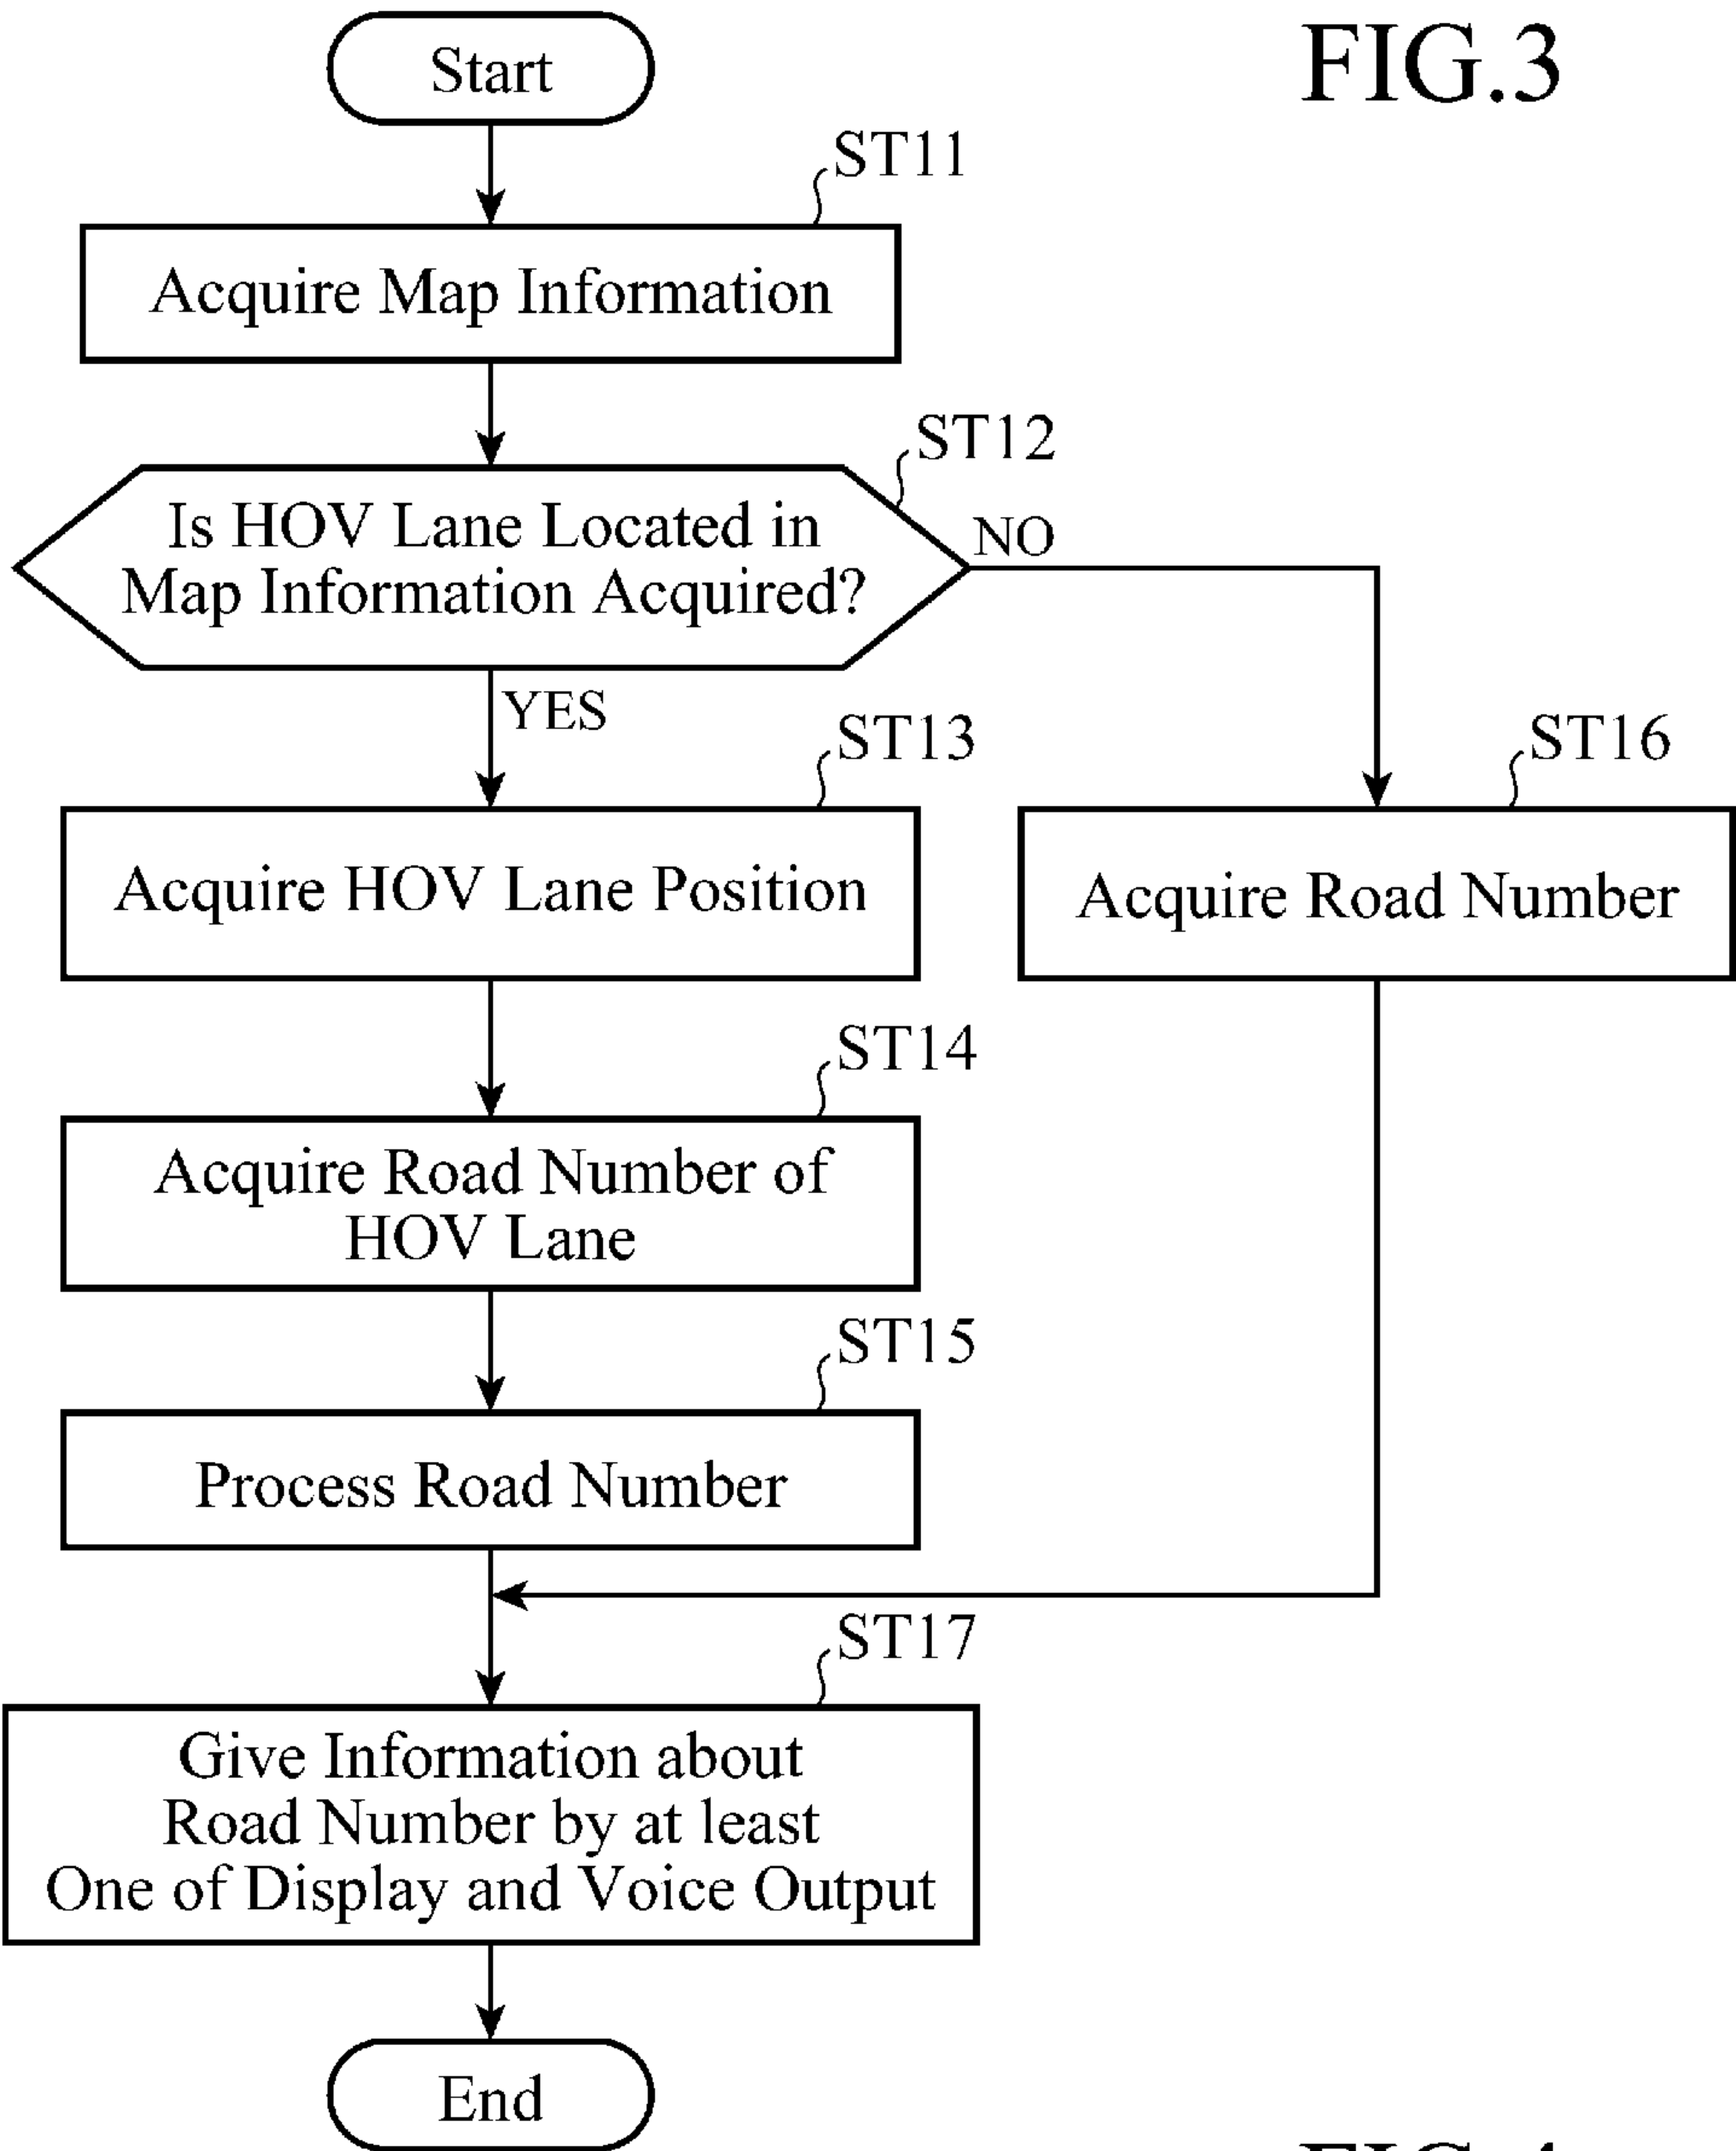 FIG.3
Start
ST11
Acquire Map Information
ST12
Is HOV Lane Located in
Map Information Acquired?
NO
YES
ST13
Acquire HOV Lane Position
ST16
Acquire Road Number
ST14
Acquire Road Number of
HOV Lane
ST15
Process Road Number
ST17
Give Information about
Road Number by at least
One of Display and Voice Output
End